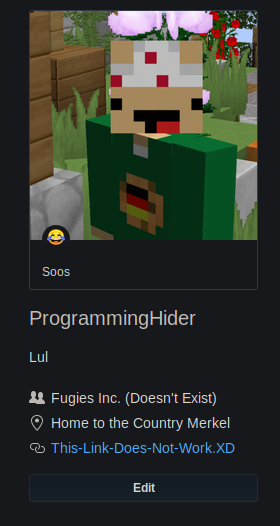 Soos
ProgrammingHider
Lul
Fugies Inc. (Doesn't Exist)
Home to the Country Merkel
This-Link-Does-Not-Work.XD
Edit